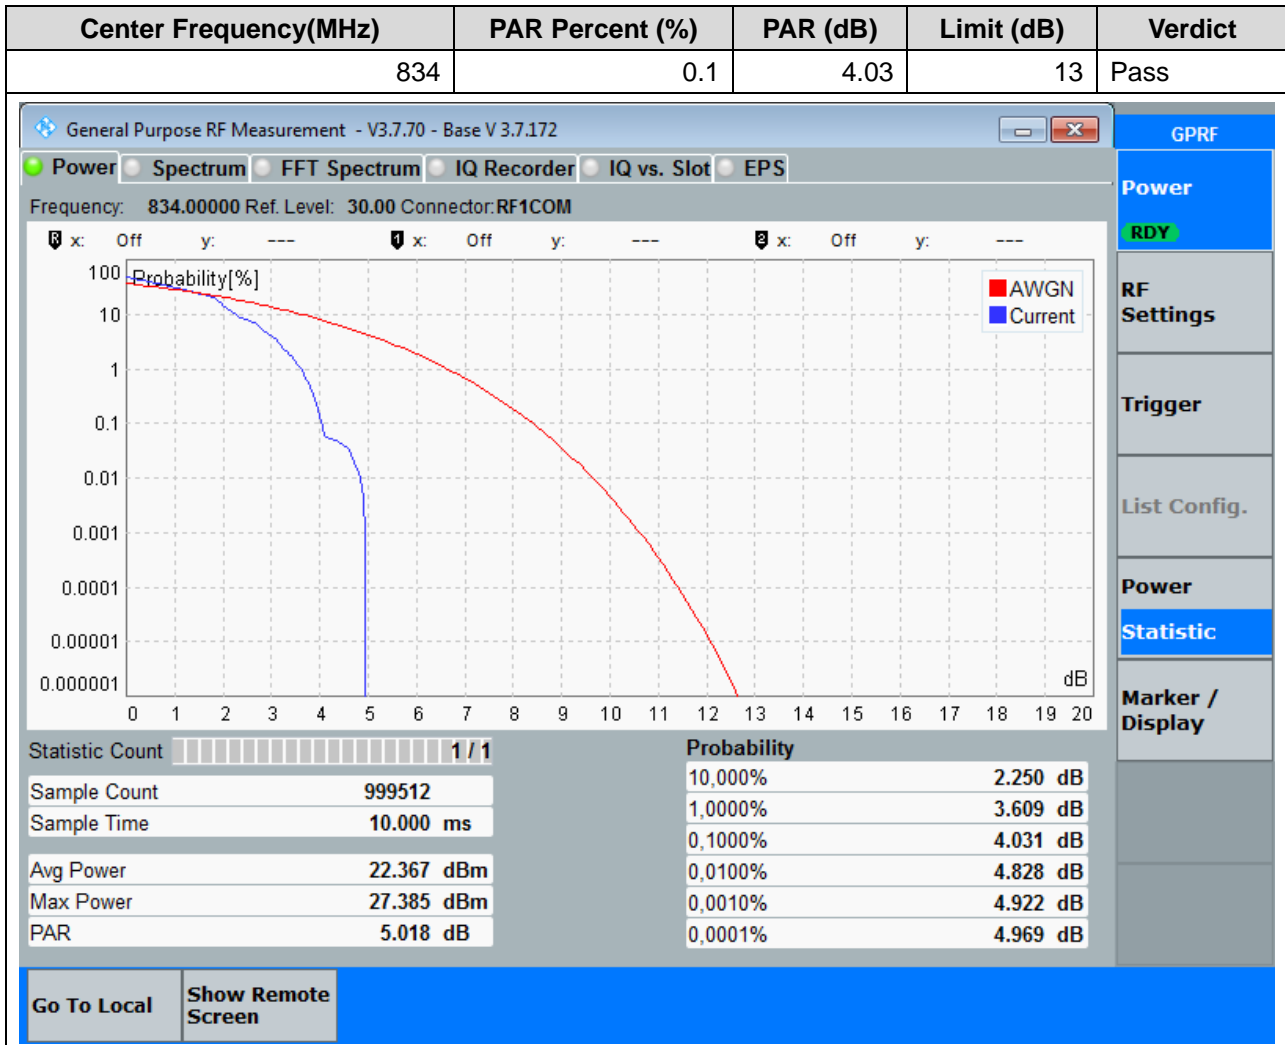 Center Frequency(MHz) PAR Percent (%) PAR (dB) Limit (dB) Verdict
834 0.1 4.03 13 Pass
General Purpose RF Measurement - V3.7.70 - Base V 3.7.172
GPRF
Power Spectrum FFT Spectrum IQ Recorder IQ vs. Slot EPS
Frequency: 834.00000 Ref. Level: 30.00 Connector:RF1COM
R x: Off y: --- 1 x: Off y: --- 2 x: Off y: ---
Probability[%]
AWGN
Current
100
10
1
0.1
0.01
0.001
0.0001
0.00001
0.000001
dB
0 1 2 3 4 5 6 7 8 9 10 11 12 13 14 15 16 17 18 19 20
Statistic Count 1 / 1
Sample Count 999512
Sample Time 10.000 ms
Avg Power 22.367 dBm
Max Power 27.385 dBm
PAR 5.018 dB
Probability
10,000% 2.250 dB
1,0000% 3.609 dB
0,1000% 4.031 dB
0,0100% 4.828 dB
0,0010% 4.922 dB
0,0001% 4.969 dB
Power
RDY
RF
Settings
Trigger
List Config.
Power
Statistic
Marker /
Display
Go To Local
Show Remote
Screen